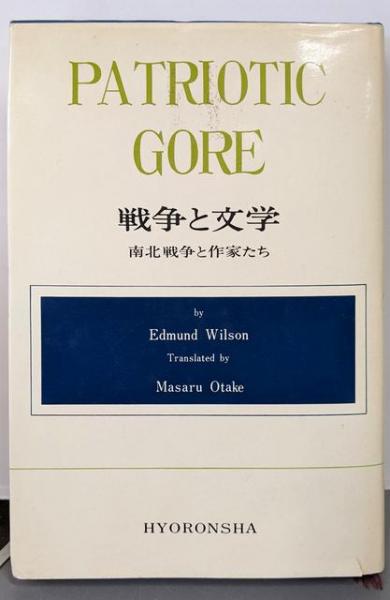 PATRIOTIC
GORE
戦争と文学
南北戦争と作家たち
by
Edmund Wilson
Translated by
Masaru Otake
HYORONSHA